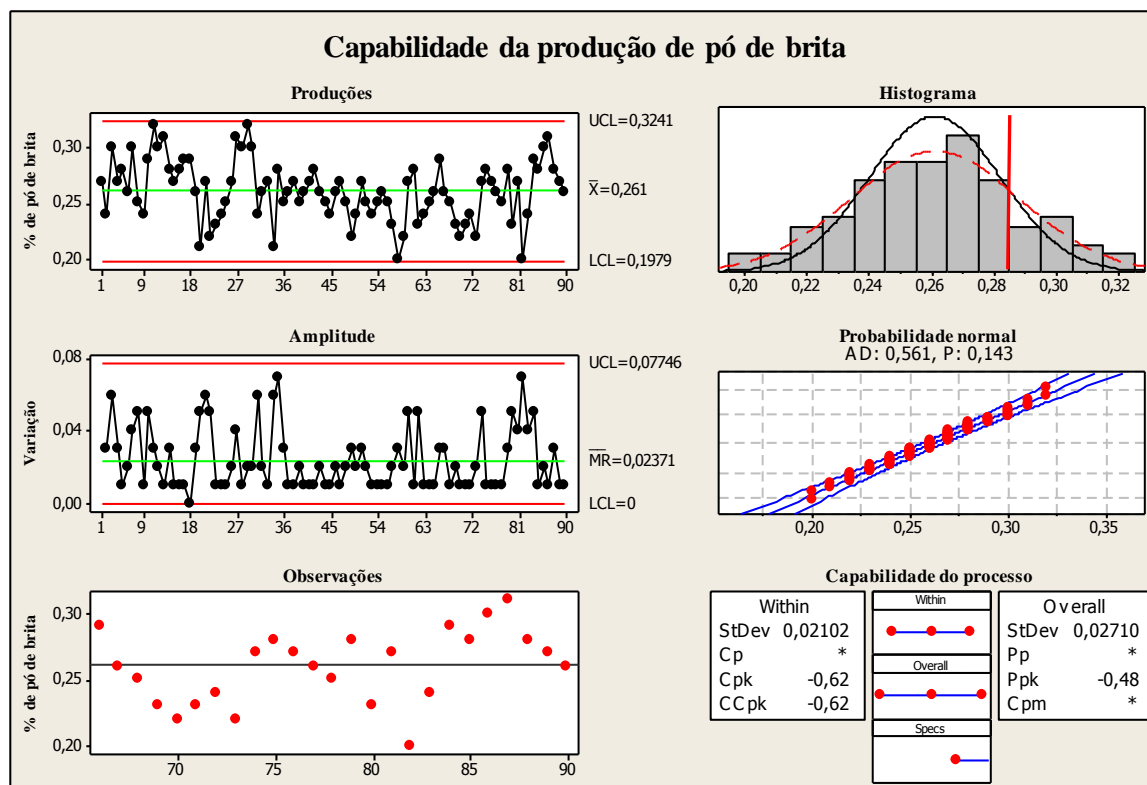 Capabilidade da produção de pó de brita
Produções
% de pó de brita
0,30
0,25
0,20
1 9 18 27 36 45 54 63 72 81 90
UCL=0,3241
X=0,261
LCL=0,1979
Histograma
0,20 0,22 0,24 0,26 0,28 0,30 0,32
Amplitude
Variação
0,08
0,04
0,00
1 9 18 27 36 45 54 63 72 81 90
UCL=0,07746
MR=0,02371
LCL=0
Probabilidade normal
AD: 0,561, P: 0,143
0,20 0,25 0,30 0,35
Observações
% de pó de brita
0,30
0,25
0,20
70 75 80 85 90
Capabilidade do processo
Within
StDev 0,02102
Cp *
Cpk -0,62
CCpk -0,62
Within
Overall
Specs
Overall
StDev 0,02710
Pp *
Ppk -0,48
Cpm *